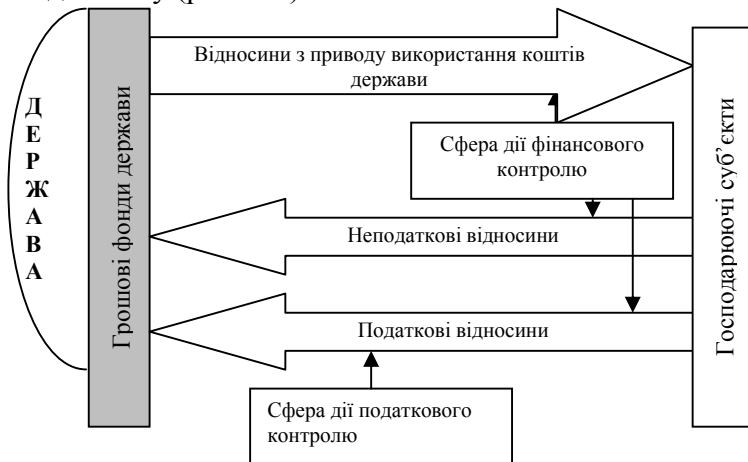 Відносини з приводу використання коштів
держави
Д
Е
Р
Ж
А
В
А
Грошові фонди держави
Сфера дії фінансового
контролю
Господарюючі суб’єкти
Неподаткові відносини
Податкові відносини
Сфера дії податкового
контролю